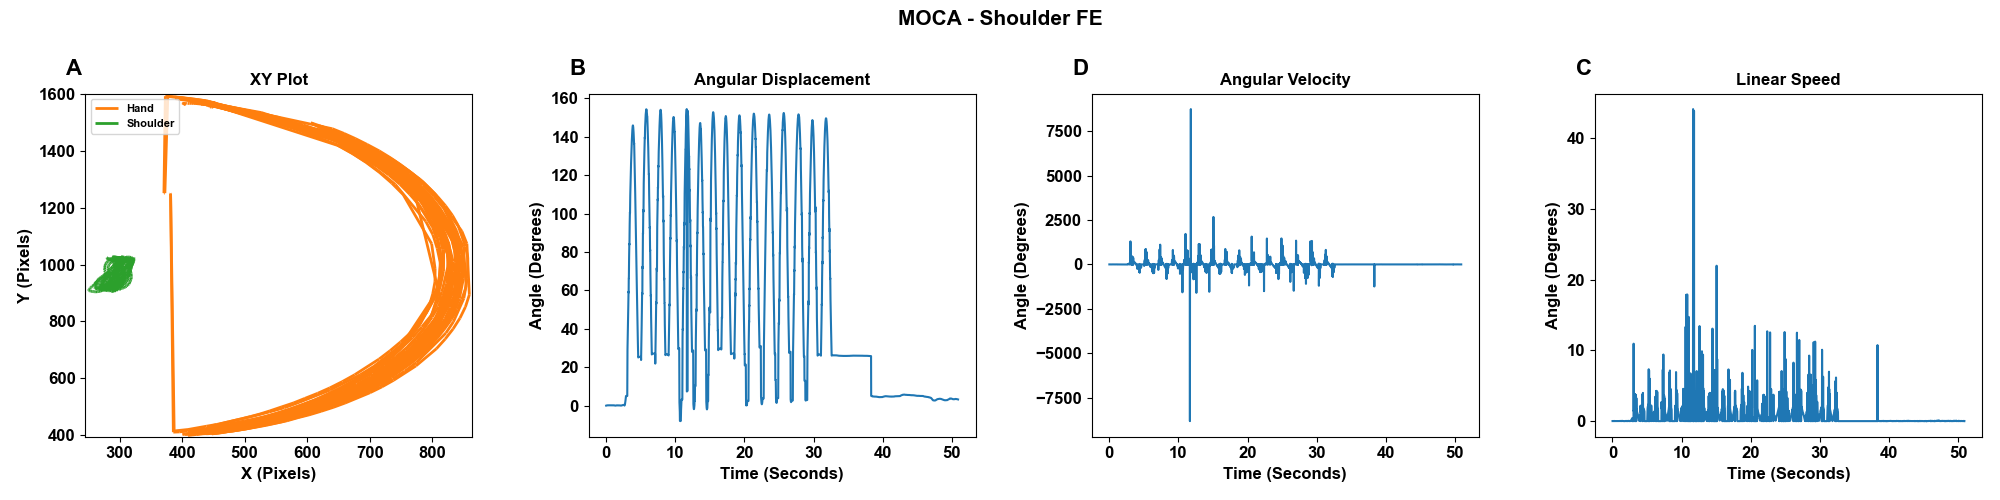 MOCA - Shoulder FE
A
XY Plot
Hand
Shoulder
1600
1400
1200
1000
800
600
400
Y (Pixels)
300 400 500 600 700 800
X (Pixels)
B
Angular Displacement
160
140
120
100
80
60
40
20
0
Angle (Degrees)
0 10 20 30 40 50
Time (Seconds)
D
Angular Velocity
7500
5000
2500
0
−2500
−5000
−7500
Angle (Degrees)
0 10 20 30 40 50
Time (Seconds)
C
Linear Speed
40
30
20
10
0
Angle (Degrees)
0 10 20 30 40 50
Time (Seconds)